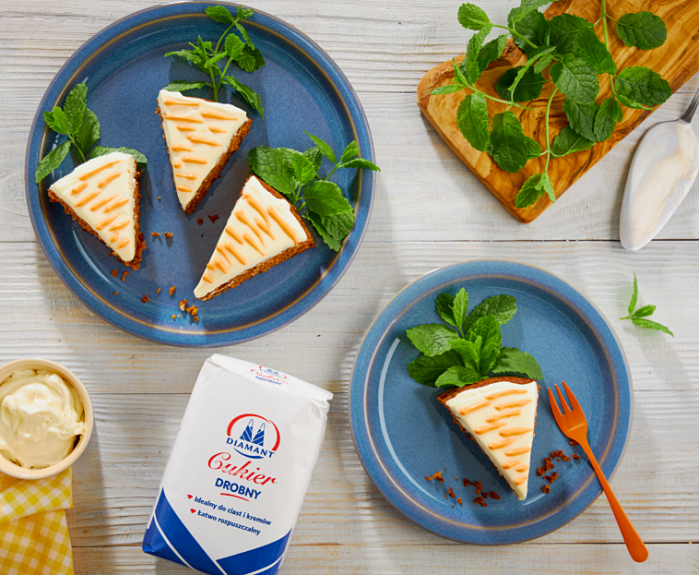 DIAMANT
Cukier
DROBNY
Idealny do ciast i kremów
Łatwo rozpuszczalny